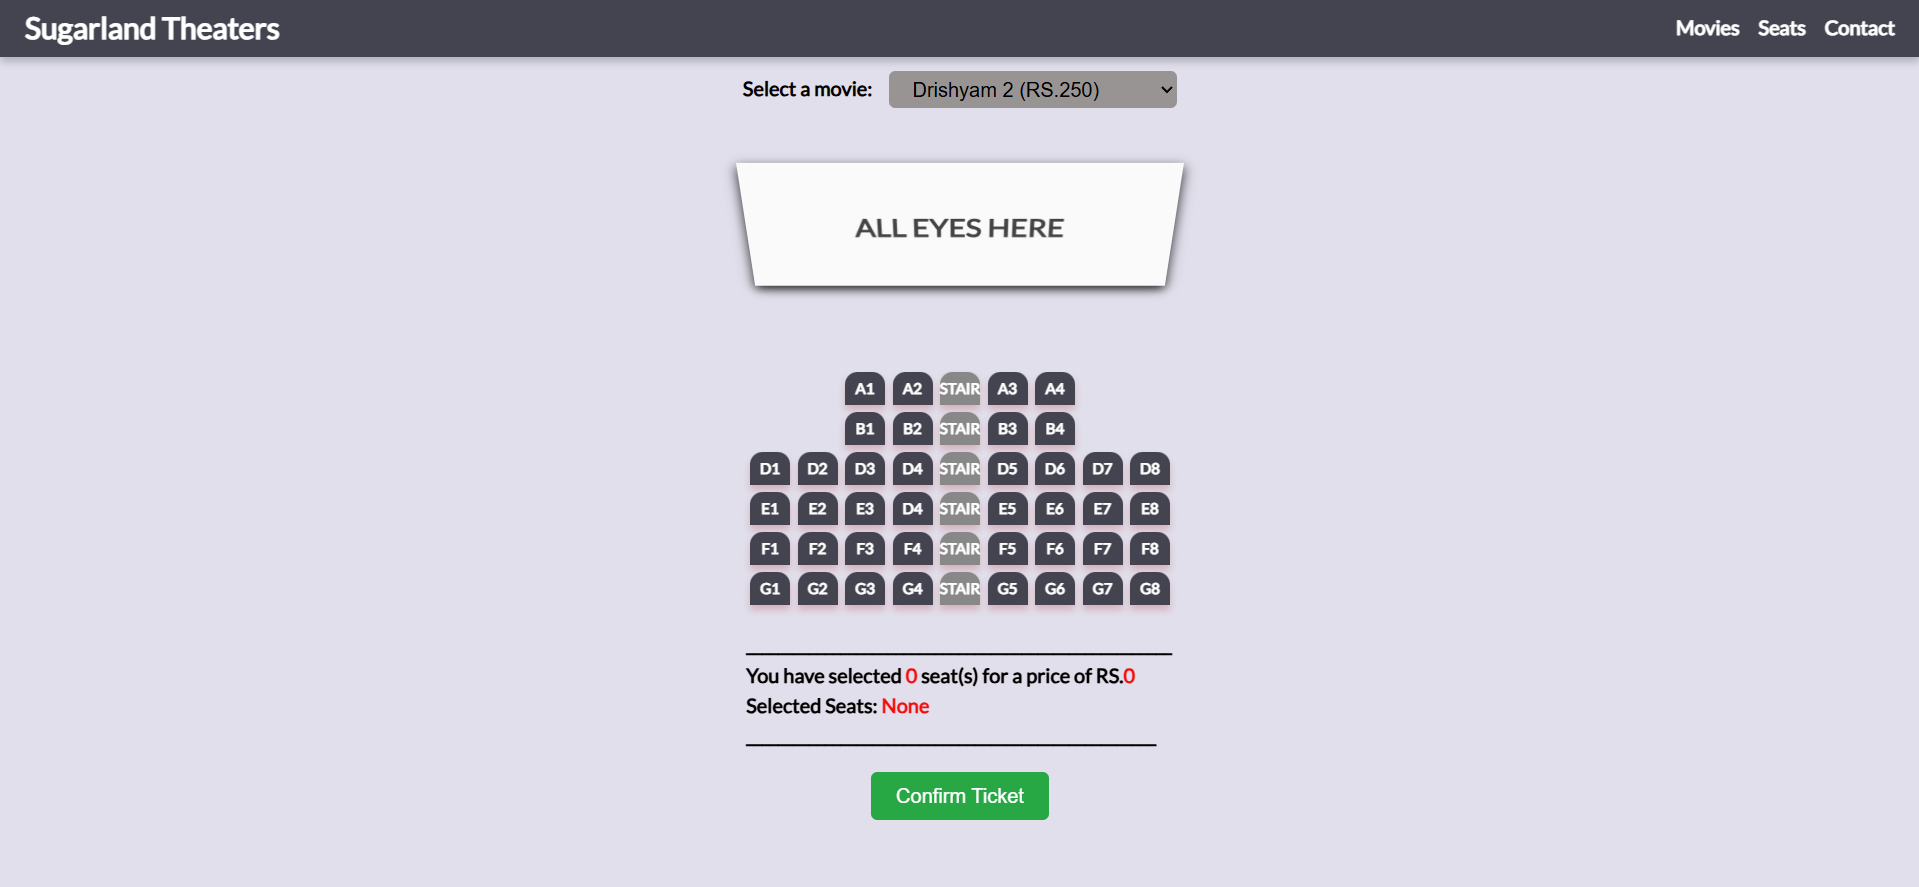 Sugarland Theaters Movies Seats Contact
Select a movie: Drishyam 2 (RS.250)
ALL EYES HERE
A1 A2 STAIR A3 A4
B1 B2 STAIR B3 B4
D1 D2 D3 D4 STAIR D5 D6 D7 D8
E1 E2 E3 D4 STAIR E5 E6 E7 E8
F1 F2 F3 F4 STAIR F5 F6 F7 F8
G1 G2 G3 G4 STAIR G5 G6 G7 G8
You have selected 0 seat(s) for a price of RS.0
Selected Seats: None
Confirm Ticket